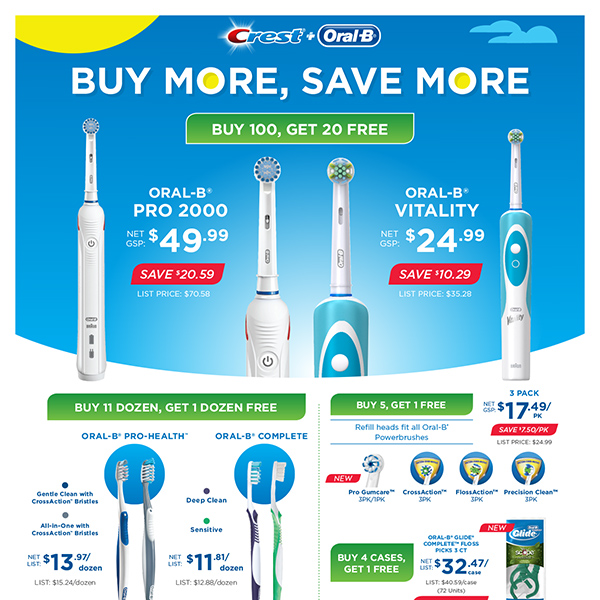 Crest + Oral-B
BUY MORE, SAVE MORE
BUY 100, GET 20 FREE
ORAL-B®
PRO 2000
NET GSP: $49.99
SAVE $20.59
LIST PRICE: $70.58
ORAL-B®
VITALITY
NET GSP: $24.99
SAVE $10.29
LIST PRICE: $35.28
Oral-B
Oral-B
Vitality
BUY 11 DOZEN, GET 1 DOZEN FREE
ORAL-B® PRO-HEALTH™
Gentle Clean with
CrossAction® Bristles
All-in-One with
CrossAction® Bristles
NET LIST: $13.97/dozen
LIST: $15.24/dozen
ORAL-B® COMPLETE
Deep Clean
Sensitive
NET LIST: $11.81/dozen
LIST: $12.88/dozen
BUY 5, GET 1 FREE
Refill heads fit all Oral-B®
Powerbrushes
3 PACK
NET GSP: $17.49/PK
SAVE $7.50/PK
LIST PRICE: $24.99
NEW
Pro Gumcare™
3PK/1PK
CrossAction™
3PK
FlossAction™
3PK
Precision Clean™
3PK
BUY 4 CASES,
GET 1 FREE
ORAL-B® GLIDE®
COMPLETE™ FLOSS
PICKS 3 CT
NET LIST: $32.47/case
LIST: $40.59/case
(72 Units)
NEW
Glide
scope